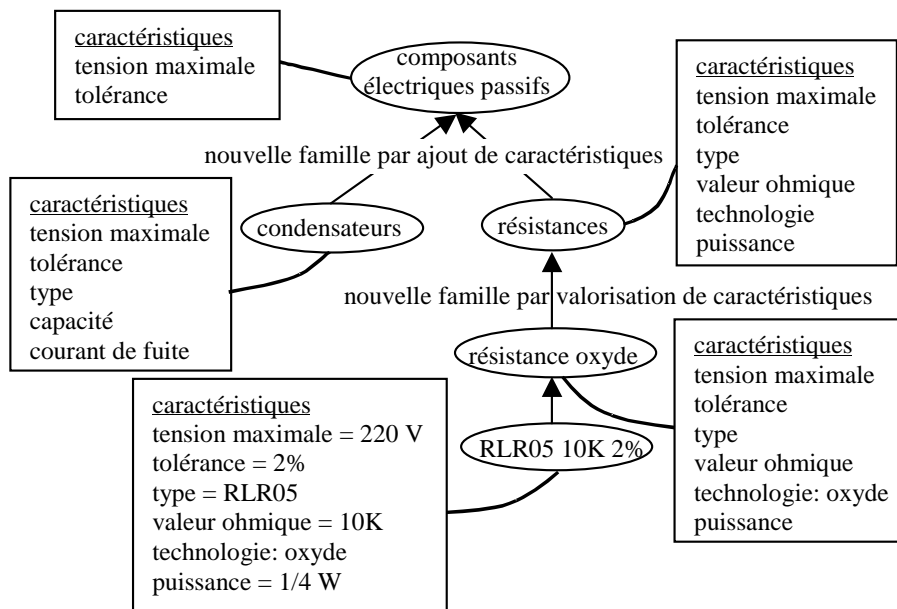 caractéristiques
tension maximale
tolérance
composants
électriques passifs
caractéristiques
tension maximale
tolérance
type
valeur ohmique
technologie
puissance
nouvelle famille par ajout de caractéristiques
caractéristiques
tension maximale
tolérance
type
capacité
courant de fuite
condensateurs
résistances
nouvelle famille par valorisation de caractéristiques
résistance oxyde
caractéristiques
tension maximale
tolérance
type
valeur ohmique
technologie: oxyde
puissance
caractéristiques
tension maximale = 220 V
tolérance = 2%
type = RLR05
valeur ohmique = 10K
technologie: oxyde
puissance = 1/4 W
RLR05 10K 2%